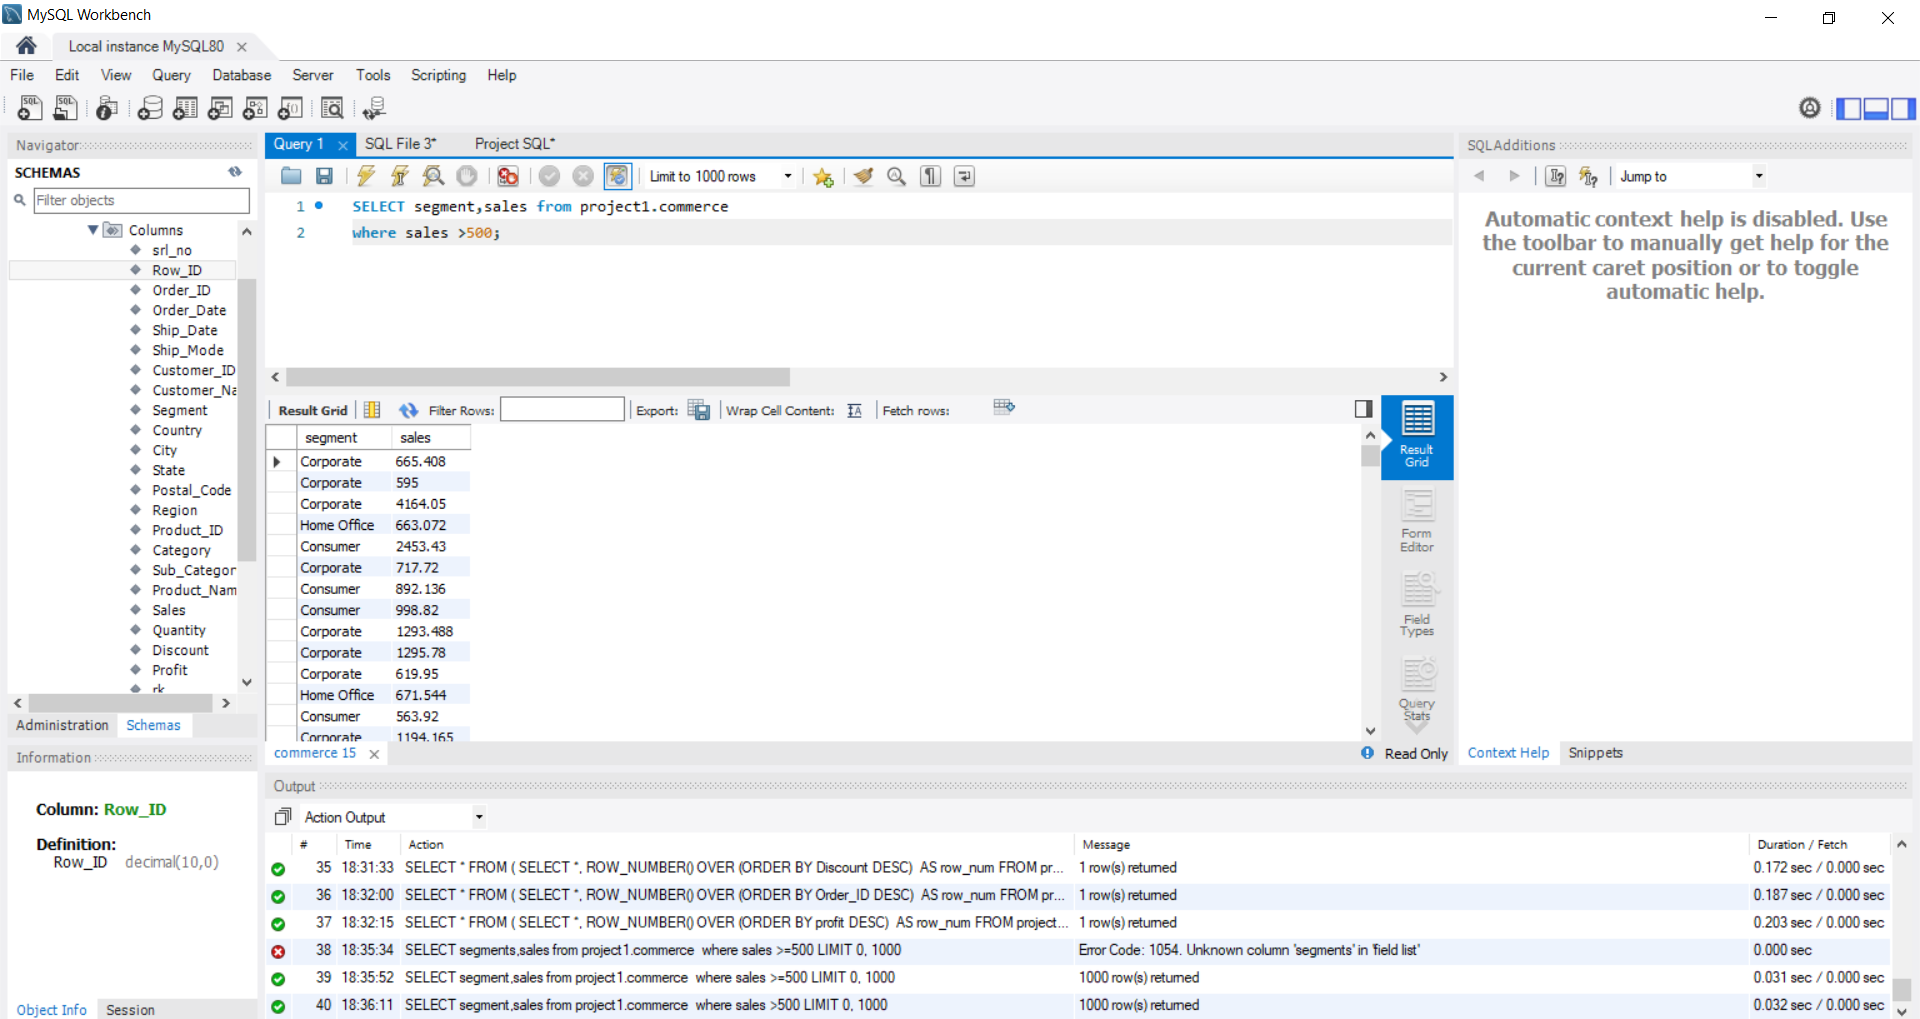 MySQL Workbench
Local instance MySQL80
File Edit View Query Database Server Tools Scripting Help
Navigator
SCHEMAS
Filter objects
Columns
srl_no
Row_ID
Order_ID
Order_Date
Ship_Date
Ship_Mode
Customer_ID
Customer_Na
Segment
Country
City
State
Postal_Code
Region
Product_ID
Category
Sub_Categor
Product_Nam
Sales
Quantity
Discount
Profit
rk
Administration Schemas
Information
Column: Row_ID
Definition:
Row_ID decimal(10,0)
Object Info Session
Query 1 SQL File 3* Project SQL*
Limit to 1000 rows
1 SELECT segment,sales from project1.commerce
2 where sales >500;
Result Grid Filter Rows: Export: Wrap Cell Content: Fetch rows:
segment sales
Corporate 665.408
Corporate 595
Corporate 4164.05
Home Office 663.072
Consumer 2453.43
Corporate 717.72
Consumer 892.136
Consumer 998.82
Corporate 1293.488
Corporate 1295.78
Corporate 619.95
Home Office 671.544
Consumer 563.92
Corporate 1194.165
Result
Grid
Form
Editor
Field
Types
Query
Stats
commerce 15
Read Only
SQLAdditions
Jump to
Automatic context help is disabled. Use
the toolbar to manually get help for the
current caret position or to toggle
automatic help.
Context Help Snippets
Output
Action Output
# Time Action Message Duration / Fetch
35 18:31:33 SELECT * FROM ( SELECT *, ROW_NUMBER() OVER (ORDER BY Discount DESC) AS row_num FROM pr... 1 row(s) returned 0.172 sec / 0.000 sec
36 18:32:00 SELECT * FROM ( SELECT *, ROW_NUMBER() OVER (ORDER BY Order_ID DESC) AS row_num FROM pr... 1 row(s) returned 0.187 sec / 0.000 sec
37 18:32:15 SELECT * FROM ( SELECT *, ROW_NUMBER() OVER (ORDER BY profit DESC) AS row_num FROM project... 1 row(s) returned 0.203 sec / 0.000 sec
38 18:35:34 SELECT segments,sales from project1.commerce where sales >=500 LIMIT 0, 1000 Error Code: 1054. Unknown column 'segments' in 'field list' 0.000 sec
39 18:35:52 SELECT segment,sales from project1.commerce where sales >=500 LIMIT 0, 1000 1000 row(s) returned 0.031 sec / 0.000 sec
40 18:36:11 SELECT segment,sales from project1.commerce where sales >500 LIMIT 0, 1000 1000 row(s) returned 0.032 sec / 0.000 sec